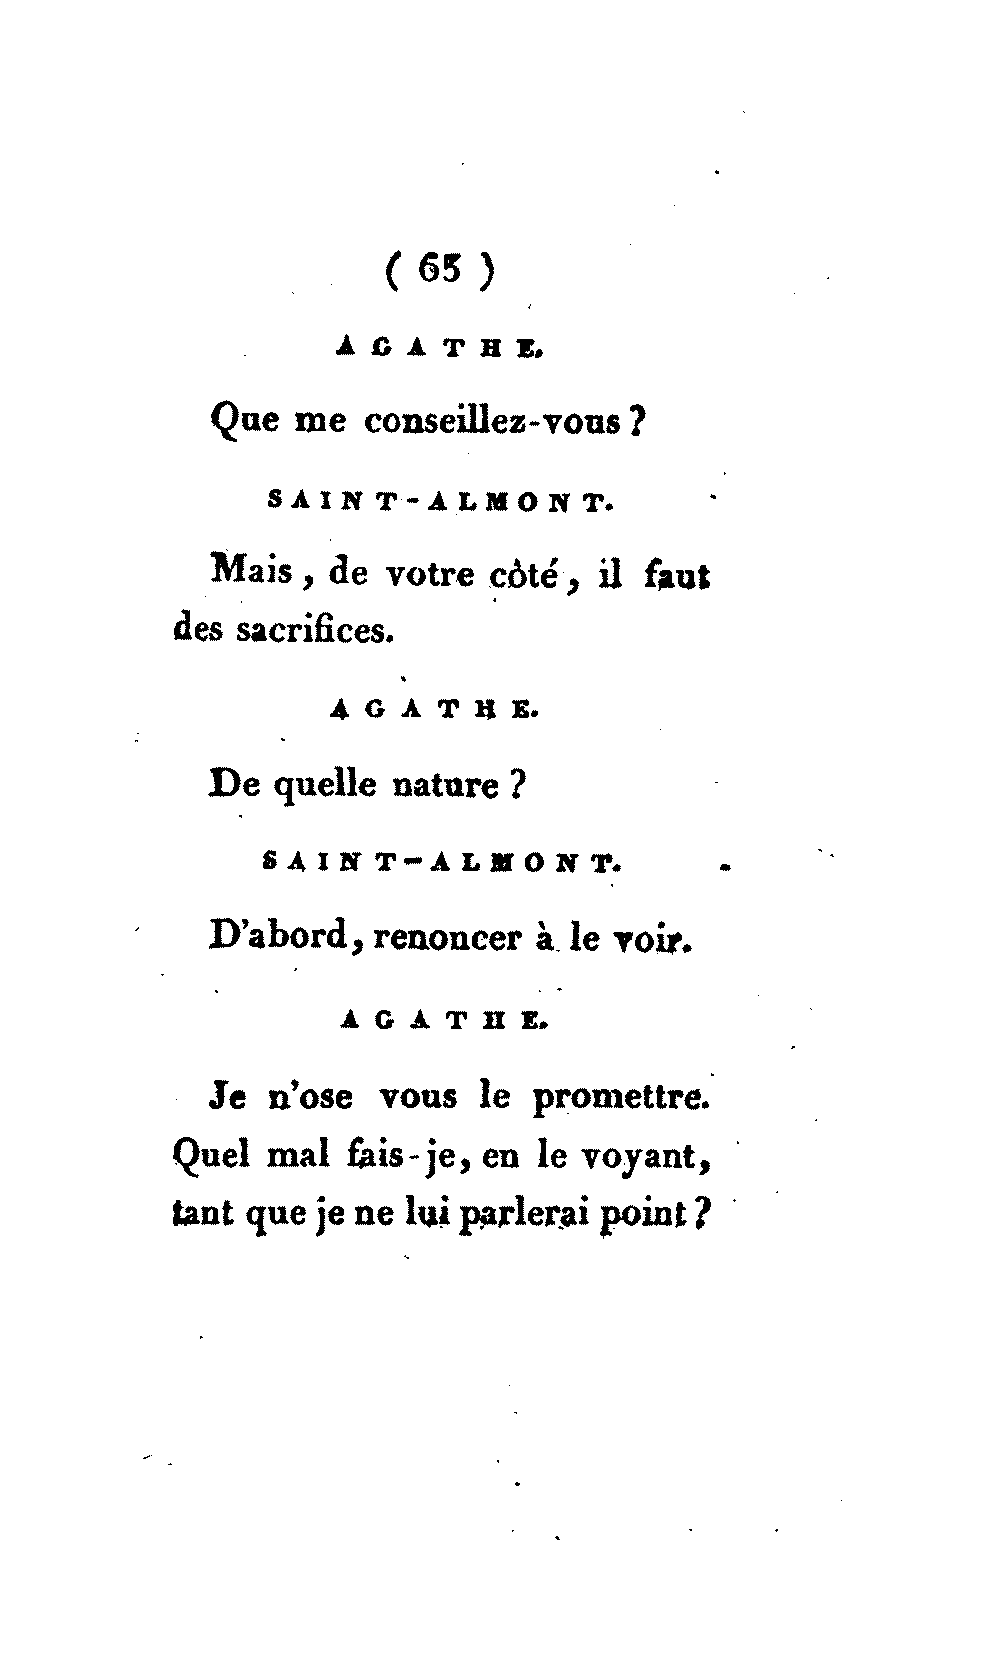 ( 65 )
AGATHE.
Que me conseillez-vous ?
SAINT-ALMONT.
Mais , de votre côté , il faut
des sacrifices.
AGATHE.
De quelle nature ?
SAINT-ALMONT.
D'abord, renoncer à le voir.
AGATHE.
Je n'ose vous le promettre.
Quel mal fais-je, en le voyant,
tant que je ne lui parlerai point ?